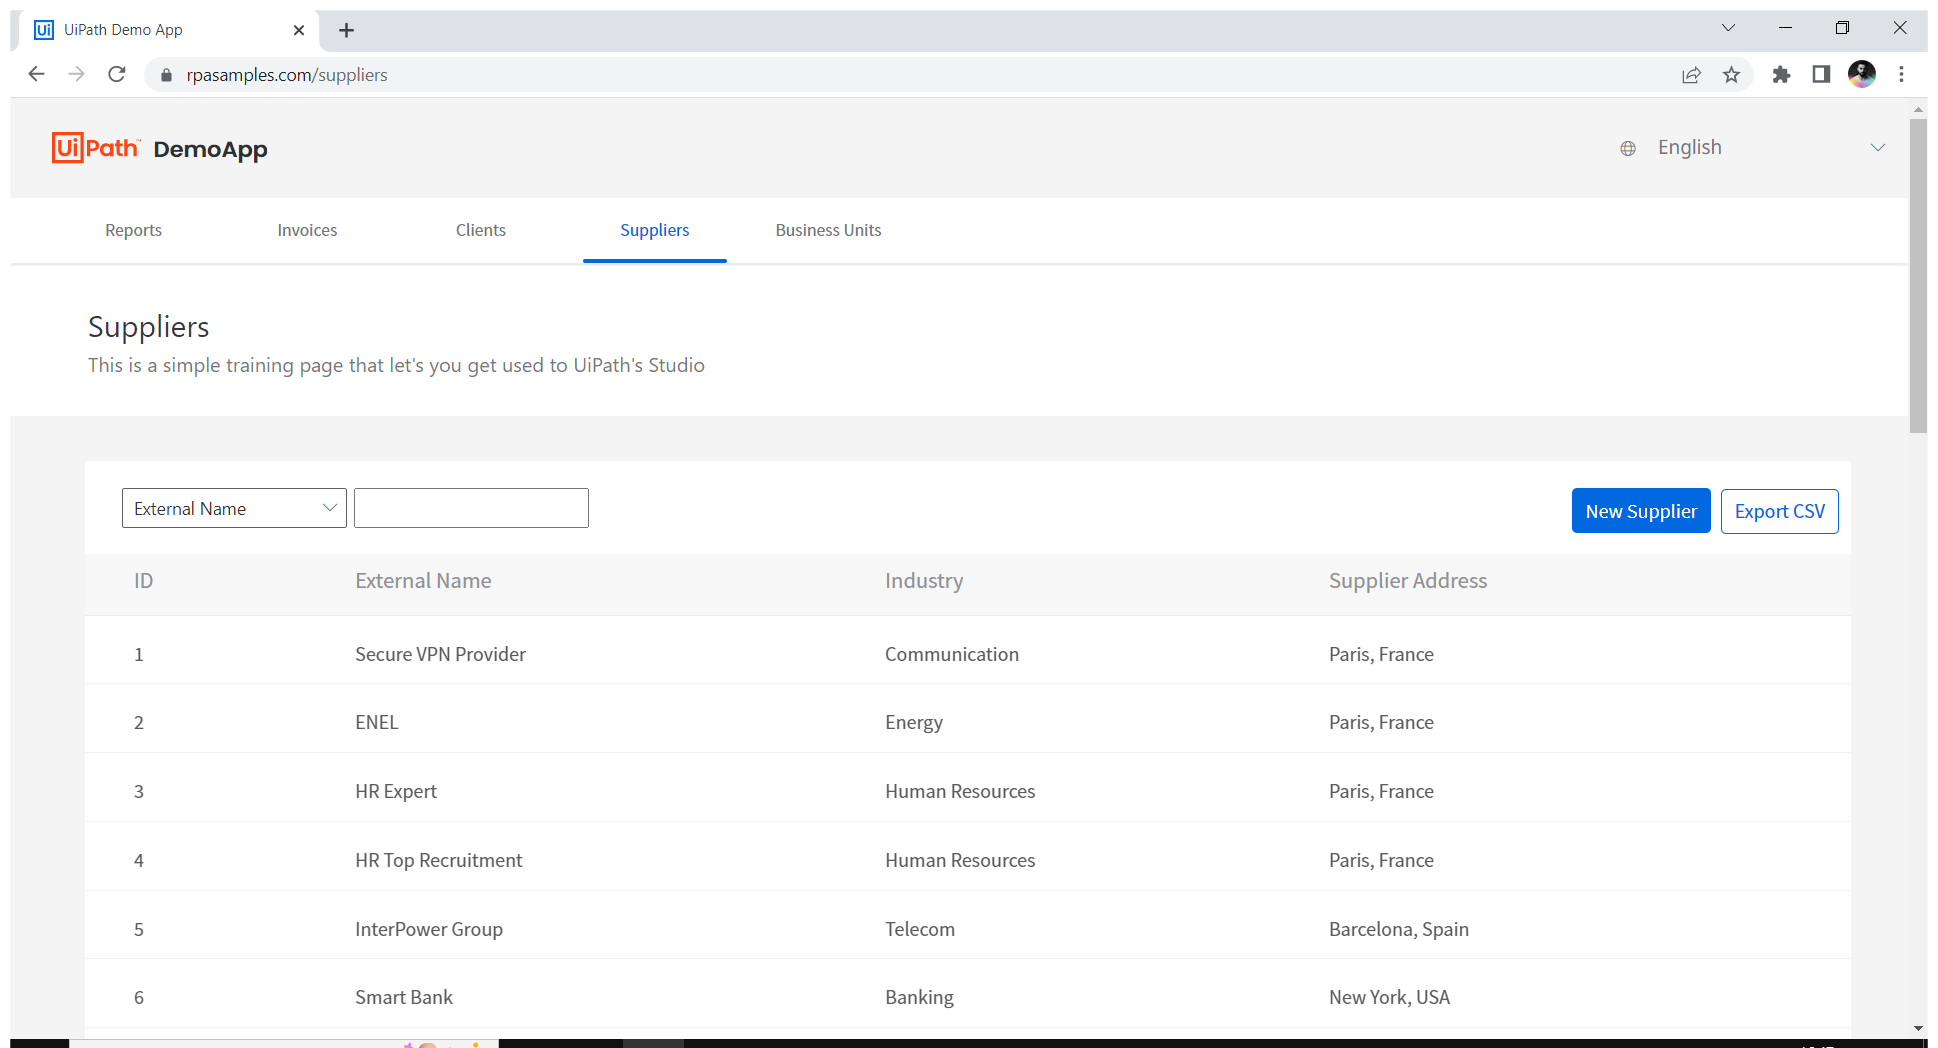 UiPath Demo App
rpasamples.com/suppliers
UiPath™ DemoApp
English
Reports Invoices Clients Suppliers Business Units
Suppliers
This is a simple training page that let's you get used to UiPath's Studio
External Name New Supplier Export CSV
ID External Name Industry Supplier Address
1 Secure VPN Provider Communication Paris, France
2 ENEL Energy Paris, France
3 HR Expert Human Resources Paris, France
4 HR Top Recruitment Human Resources Paris, France
5 InterPower Group Telecom Barcelona, Spain
6 Smart Bank Banking New York, USA